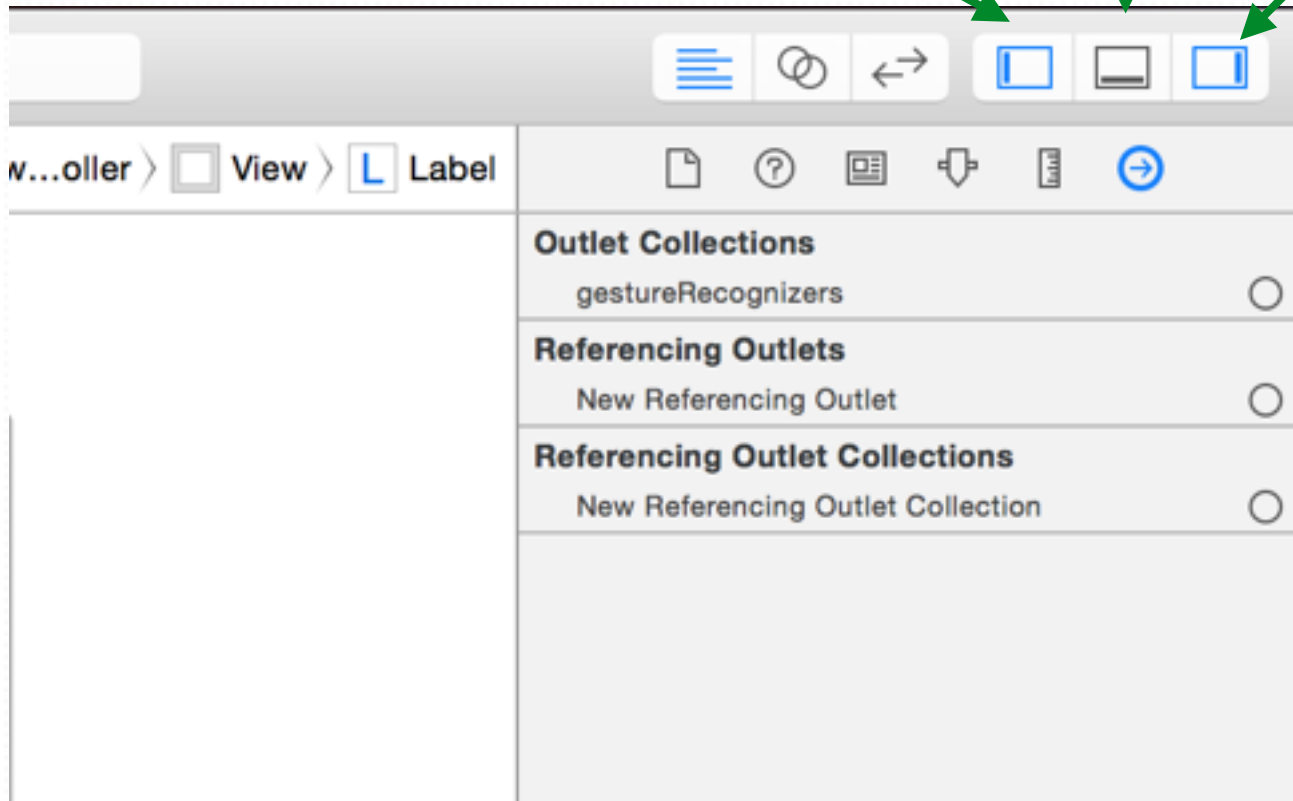 w...oller 〉 View 〉 L Label
Outlet Collections
gestureRecognizers
Referencing Outlets
New Referencing Outlet
Referencing Outlet Collections
New Referencing Outlet Collection